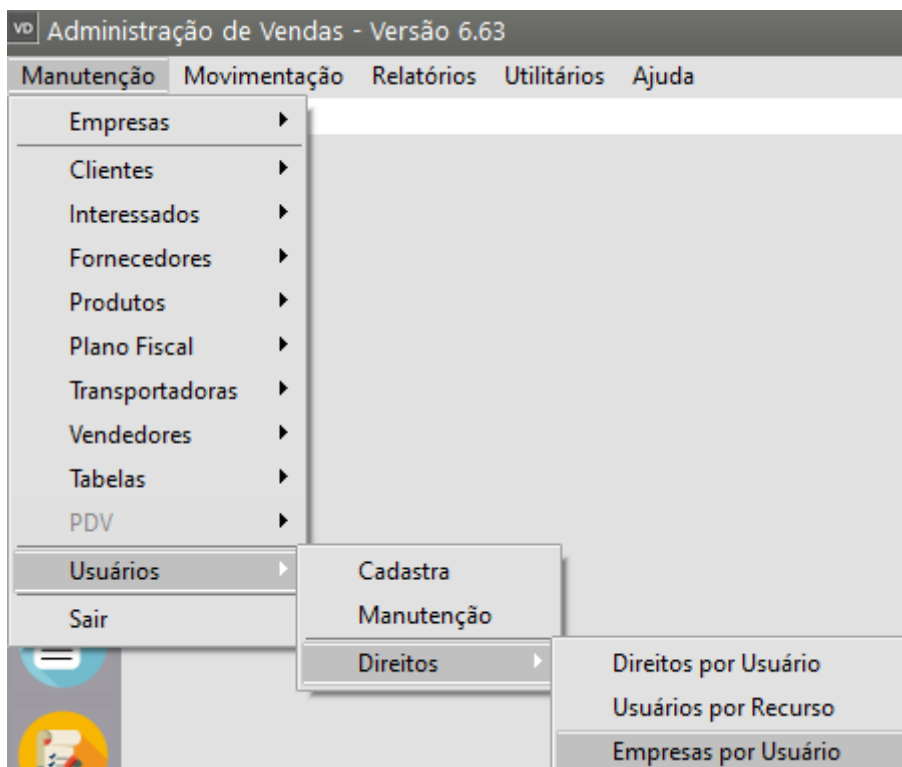 VD Administração de Vendas - Versão 6.63
Manutenção Movimentação Relatórios Utilitários Ajuda
Empresas
Clientes
Interessados
Fornecedores
Produtos
Plano Fiscal
Transportadoras
Vendedores
Tabelas
PDV
Usuários
Sair
Cadastra
Manutenção
Direitos
Direitos por Usuário
Usuários por Recurso
Empresas por Usuário